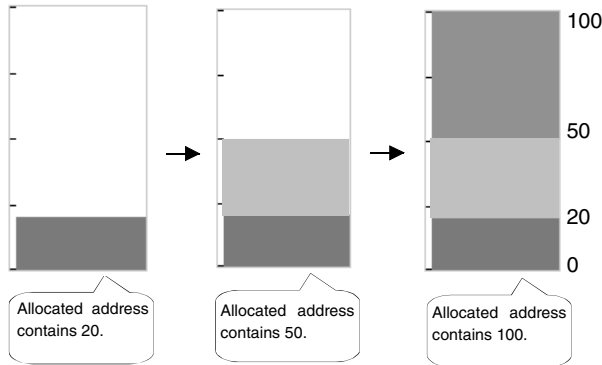 100
50
20
0
Allocated address
contains 20.
Allocated address
contains 50.
Allocated address
contains 100.